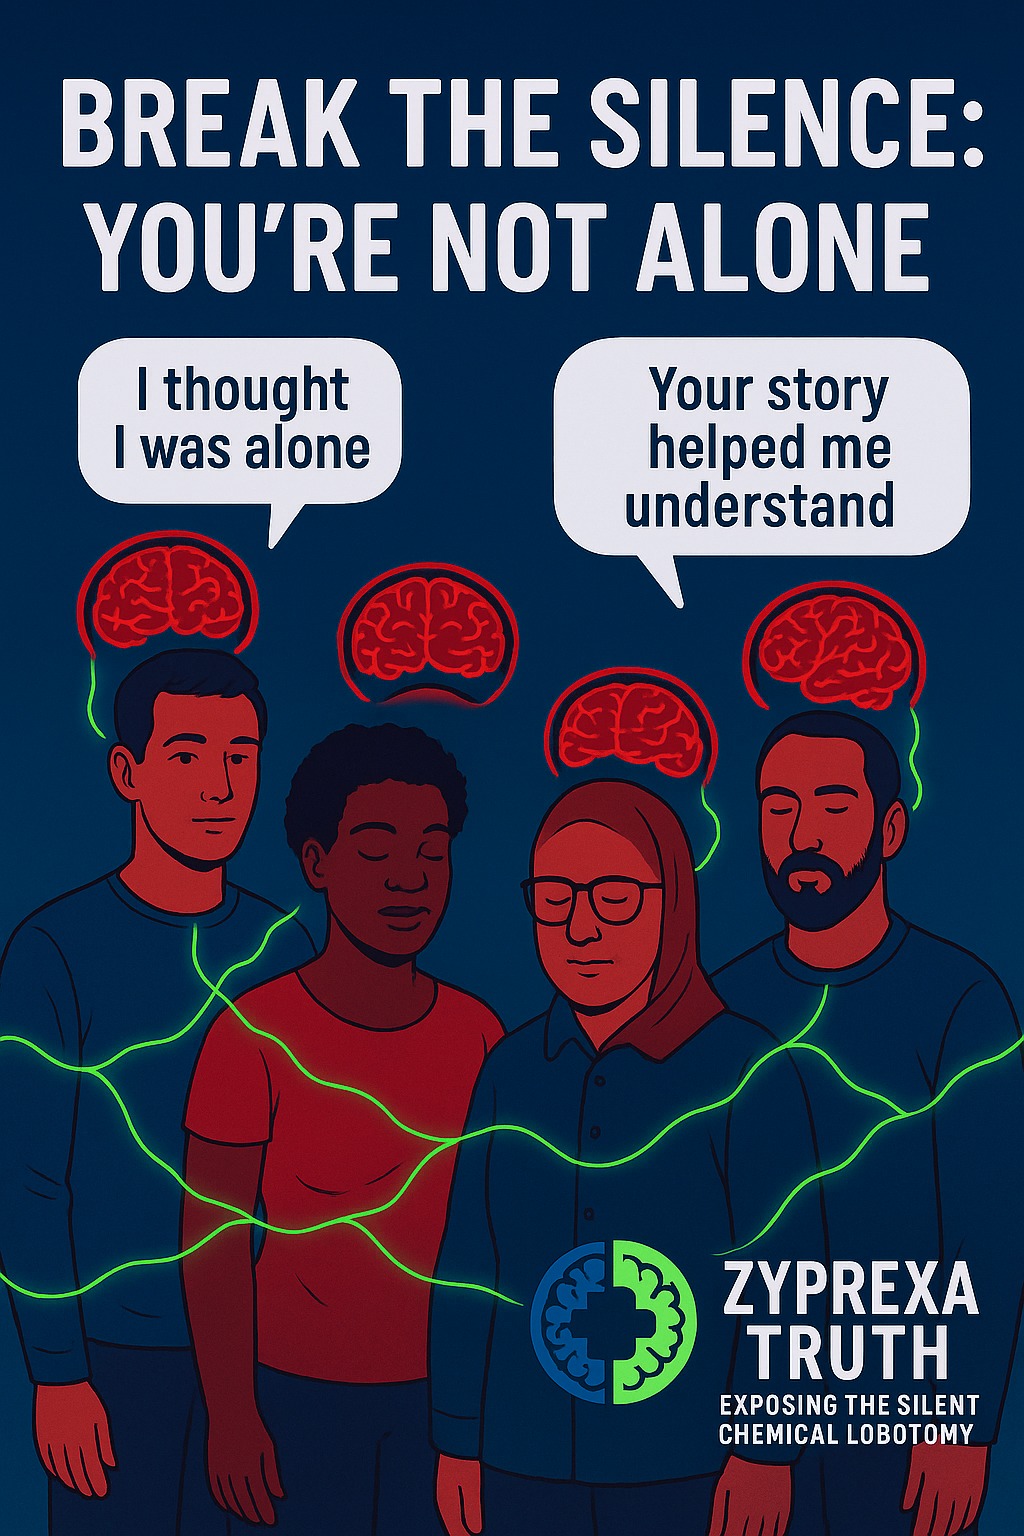 BREAK THE SILENCE:
YOU’RE NOT ALONE
I thought
I was alone
Your story
helped me
understand
ZYPREXA
TRUTH
EXPOSING THE SILENT
CHEMICAL LOBOTOMY